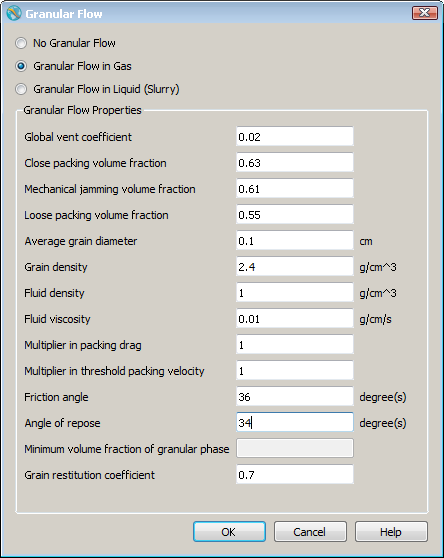 Granular Flow
No Granular Flow
Granular Flow in Gas
Granular Flow in Liquid (Slurry)
Granular Flow Properties
Global vent coefficient 0.02
Close packing volume fraction 0.63
Mechanical jamming volume fraction 0.61
Loose packing volume fraction 0.55
Average grain diameter 0.1 cm
Grain density 2.4 g/cm^3
Fluid density 1 g/cm^3
Fluid viscosity 0.01 g/cm/s
Multiplier in packing drag 1
Multiplier in threshold packing velocity 1
Friction angle 36 degree(s)
Angle of repose 34 degree(s)
Minimum volume fraction of granular phase
Grain restitution coefficient 0.7
OK Cancel Help